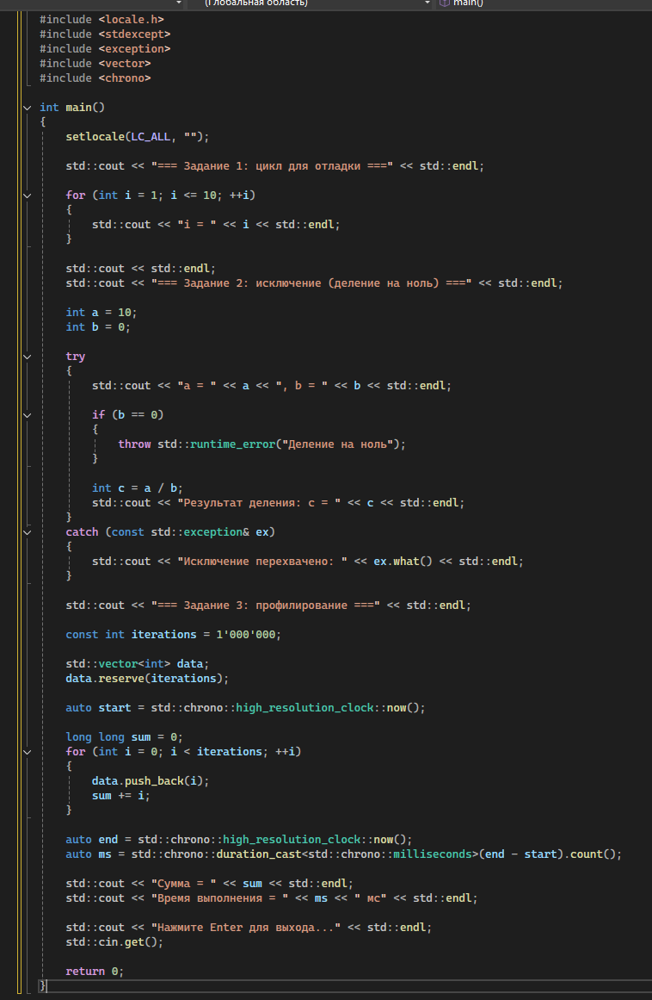 (Глобальная область) main()
#include <locale.h>
#include <stdexcept>
#include <exception>
#include <vector>
#include <chrono>

int main()
{
    setlocale(LC_ALL, "");

    std::cout << "=== Задание 1: цикл для отладки ===" << std::endl;

    for (int i = 1; i <= 10; ++i)
    {
        std::cout << "i = " << i << std::endl;
    }

    std::cout << std::endl;
    std::cout << "=== Задание 2: исключение (деление на ноль) ===" << std::endl;

    int a = 10;
    int b = 0;

    try
    {
        std::cout << "a = " << a << ", b = " << b << std::endl;

        if (b == 0)
        {
            throw std::runtime_error("Деление на ноль");
        }

        int c = a / b;
        std::cout << "Результат деления: c = " << c << std::endl;
    }
    catch (const std::exception& ex)
    {
        std::cout << "Исключение перехвачено: " << ex.what() << std::endl;
    }

    std::cout << "=== Задание 3: профилирование ===" << std::endl;

    const int iterations = 1'000'000;

    std::vector<int> data;
    data.reserve(iterations);

    auto start = std::chrono::high_resolution_clock::now();

    long long sum = 0;
    for (int i = 0; i < iterations; ++i)
    {
        data.push_back(i);
        sum += i;
    }

    auto end = std::chrono::high_resolution_clock::now();
    auto ms = std::chrono::duration_cast<std::chrono::milliseconds>(end - start).count();

    std::cout << "Сумма = " << sum << std::endl;
    std::cout << "Время выполнения = " << ms << " мс" << std::endl;

    std::cout << "Нажмите Enter для выхода..." << std::endl;
    std::cin.get();

    return 0;
}